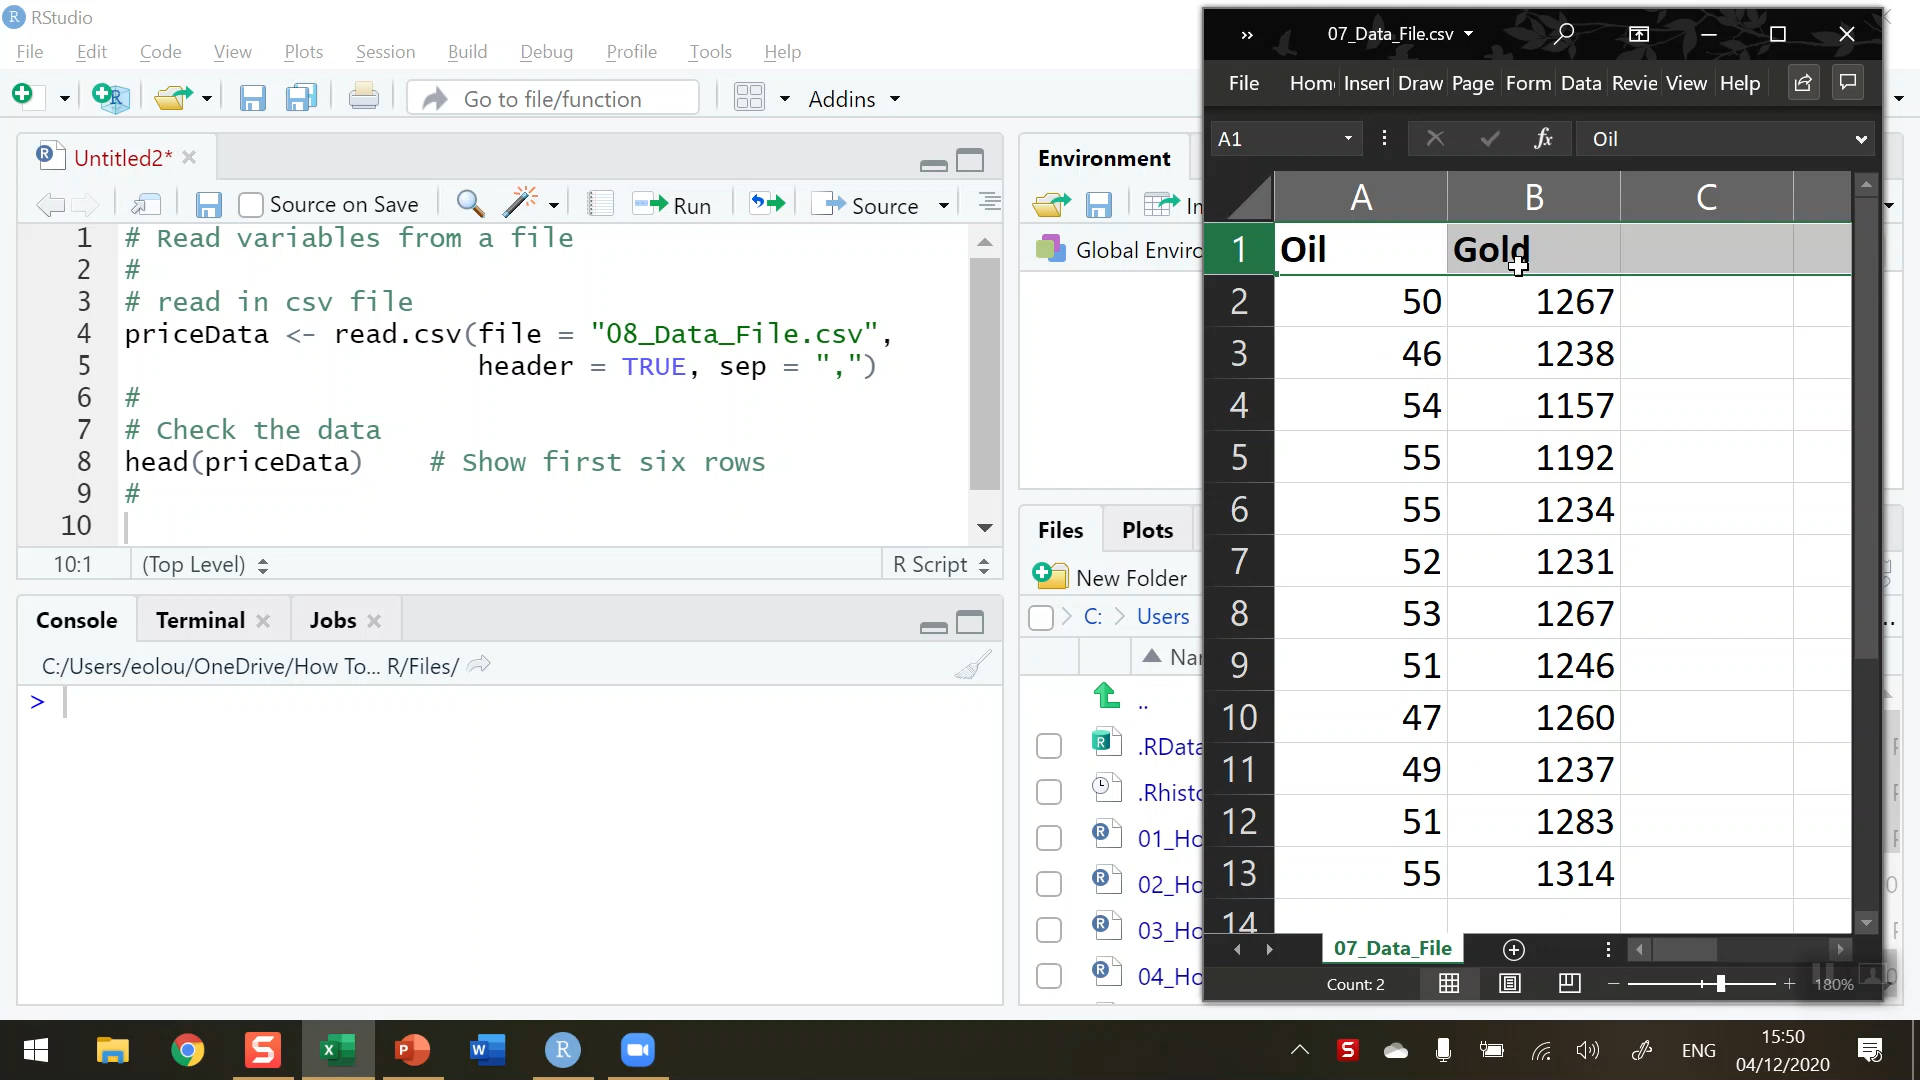 RStudio
File Edit Code View Plots Session Build Debug Profile Tools Help
Go to file/function
Addins
Untitled2*
Source on Save
Run
Source
1 # Read variables from a file
2 #
3 # read in csv file
4 priceData <- read.csv(file = "08_Data_File.csv",
5 header = TRUE, sep = ",")
6 #
7 # Check the data
8 head(priceData) # Show first six rows
9 #
10
10:1 (Top Level) R Script
Console Terminal Jobs
C:/Users/eolou/OneDrive/How To... R/Files/
>
Environment
Global Enviro
Files Plots
New Folder
C: Users
Nar
..
.RData
.Rhisto
01_Ho
02_Ho
03_Ho
04_Ho
07_Data_File.csv
File Hom Insert Draw Page Form Data Revie View Help
A1 fx Oil
A B C
1 Oil Gold
2 50 1267
3 46 1238
4 54 1157
5 55 1192
6 55 1234
7 52 1231
8 53 1267
9 51 1246
10 47 1260
11 49 1237
12 51 1283
13 55 1314
14
07_Data_File
Count: 2 180%
ENG
15:50
04/12/2020